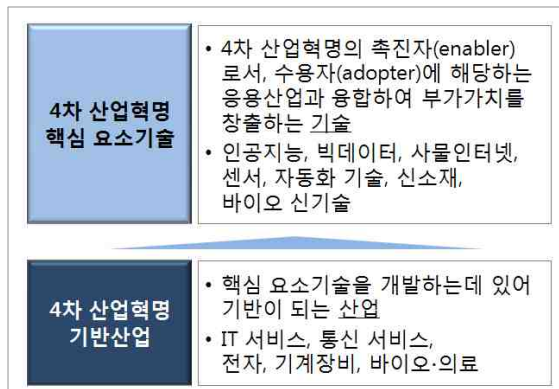 4차 산업혁명
핵심 요소기술
• 4차 산업혁명의 촉진자(enabler)
로서, 수용자(adopter)에 해당하는
응용산업과 융합하여 부가가치를
창출하는 기술
• 인공지능, 빅데이터, 사물인터넷,
센서, 자동화 기술, 신소재,
바이오 신기술
4차 산업혁명
기반산업
• 핵심 요소기술을 개발하는데 있어
기반이 되는 산업
• IT 서비스, 통신 서비스,
전자, 기계장비, 바이오·의료